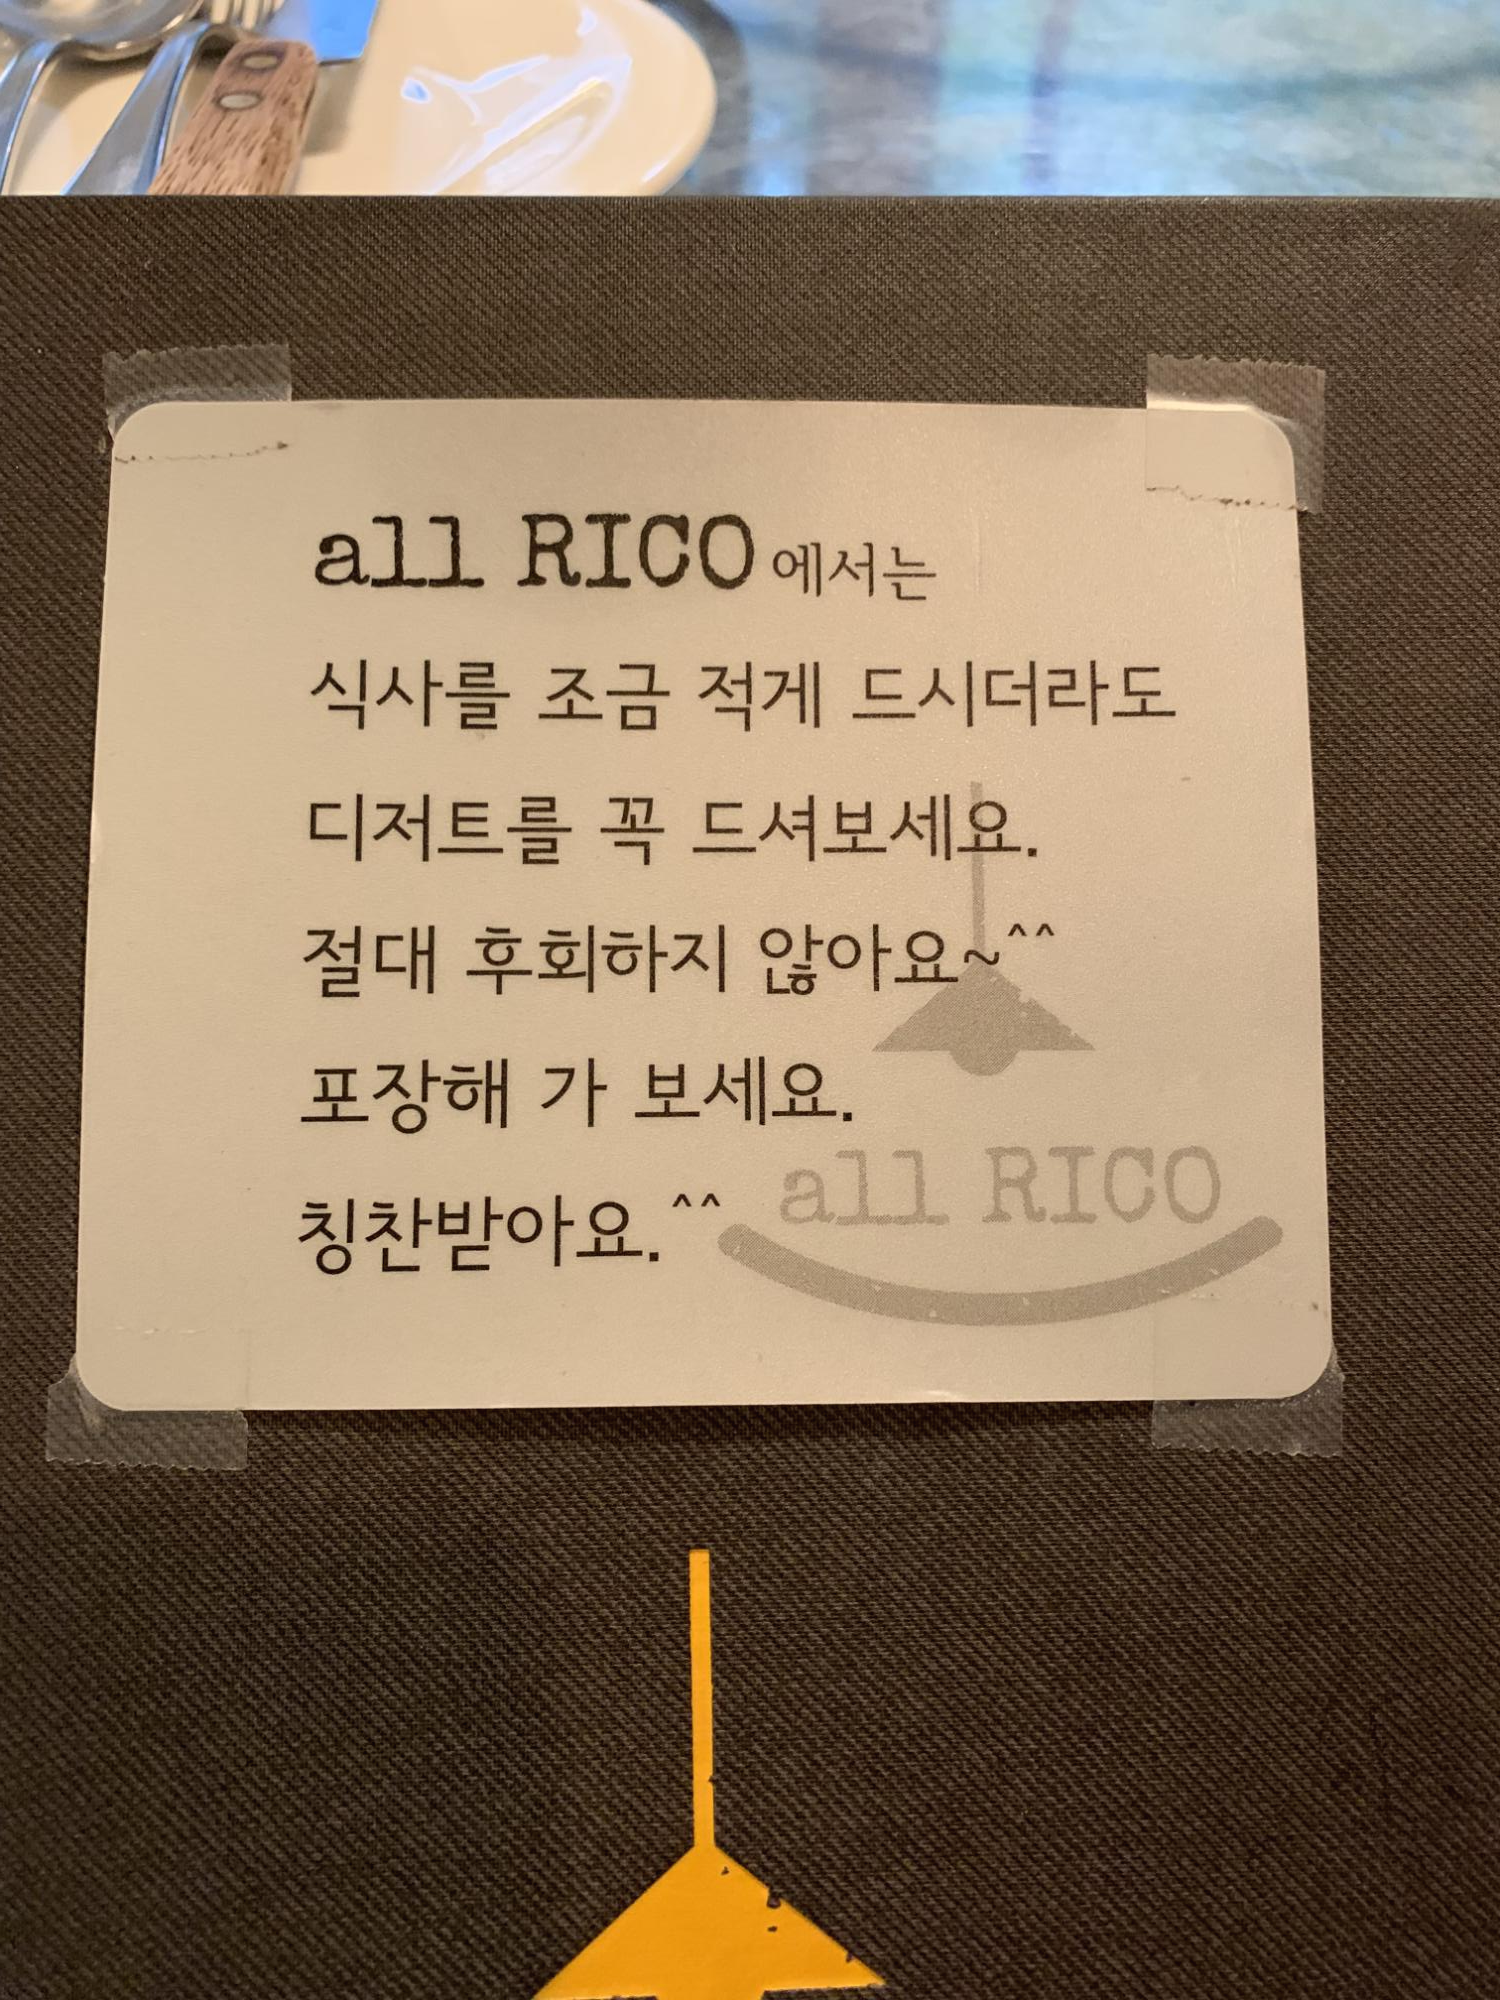 all RICO 에서는
식사를 조금 적게 드시더라도
디저트를 꼭 드셔보세요.
절대 후회하지 않아요~^^
포장해 가 보세요.
칭찬받아요.^^
all RICO